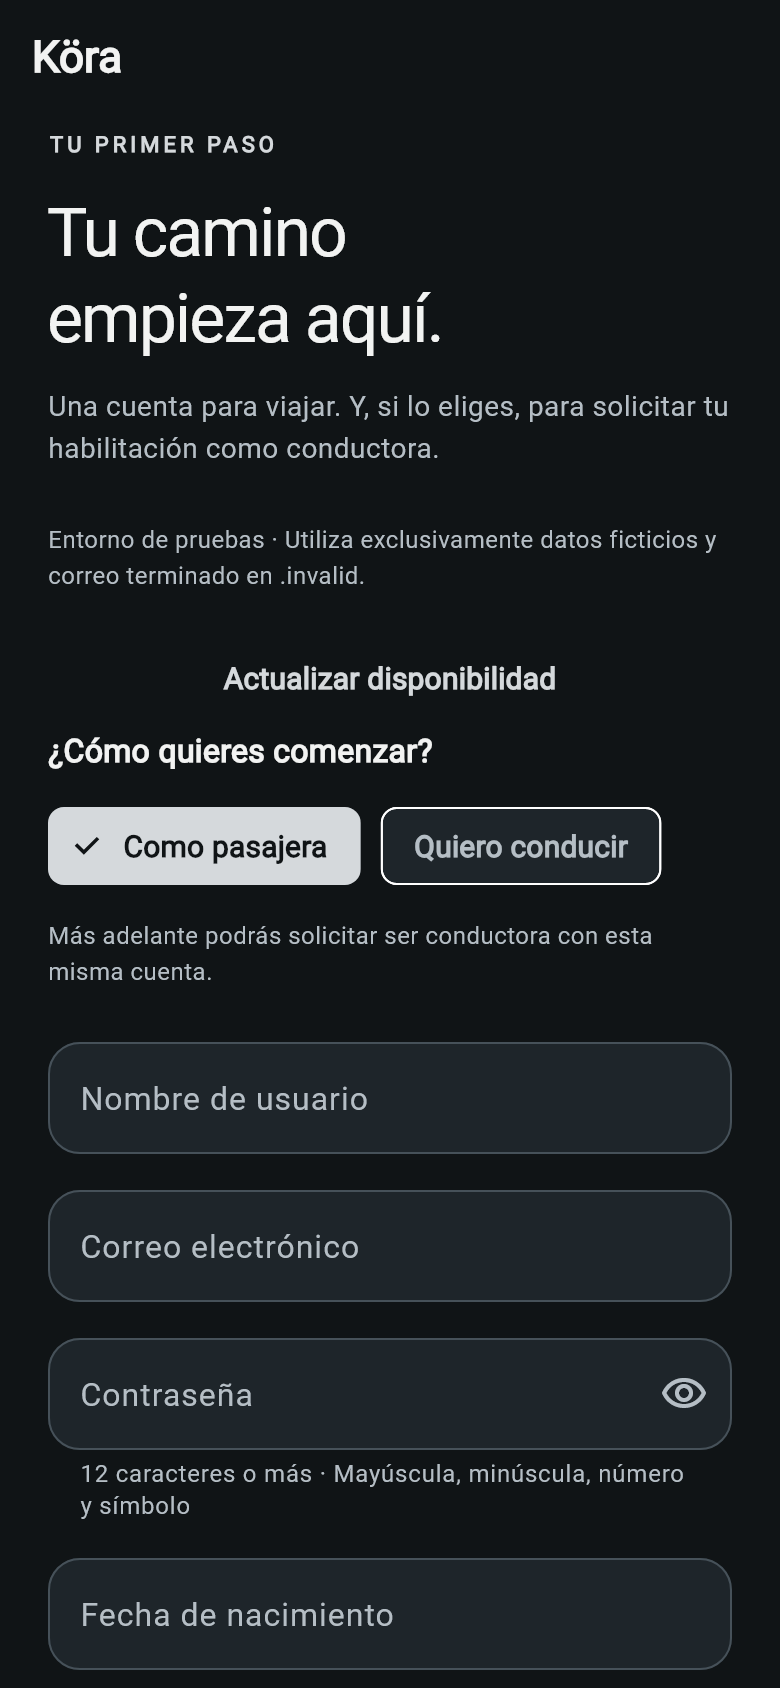 Köra
TU PRIMER PASO
Tu camino
empieza aquí.
Una cuenta para viajar. Y, si lo eliges, para solicitar tu
habilitación como conductora.
Entorno de pruebas · Utiliza exclusivamente datos ficticios y
correo terminado en .invalid.
Actualizar disponibilidad
¿Cómo quieres comenzar?
Como pasajera
Quiero conducir
Más adelante podrás solicitar ser conductora con esta
misma cuenta.
Nombre de usuario
Correo electrónico
Contraseña
12 caracteres o más · Mayúscula, minúscula, número
y símbolo
Fecha de nacimiento